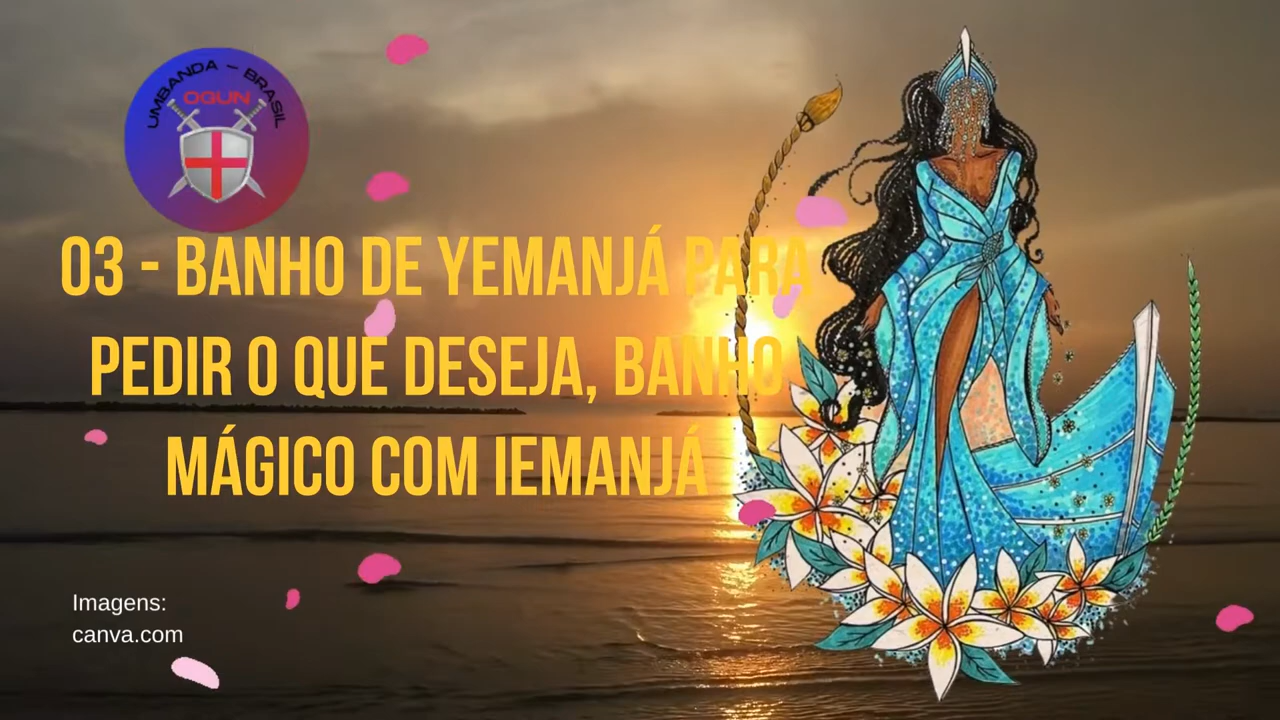 UMBANDA - BRASIL
OGUN
03 - BANHO DE YEMANJÁ PARA
PEDIR O QUE DESEJA, BANHO
MÁGICO COM IEMANJÁ
Imagens:
canva.com